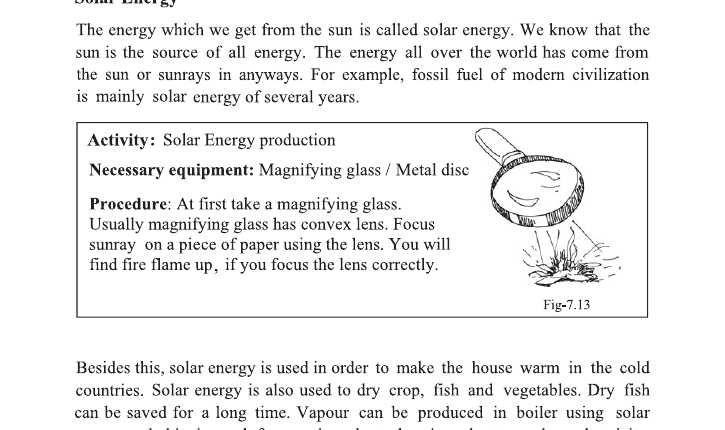 Solar Energy
The energy which we get from the sun is called solar energy. We know that the
sun is the source of all energy. The energy all over the world has come from
the sun or sunrays in anyways. For example, fossil fuel of modern civilization
is mainly solar energy of several years.
Activity: Solar Energy production
Necessary equipment: Magnifying glass / Metal disc
Procedure: At first take a magnifying glass.
Usually magnifying glass has convex lens. Focus
sunray on a piece of paper using the lens. You will
find fire flame up, if you focus the lens correctly.
Fig-7.13
Besides this, solar energy is used in order to make the house warm in the cold
countries. Solar energy is also used to dry crop, fish and vegetables. Dry fish
can be saved for a long time. Vapour can be produced in boiler using solar